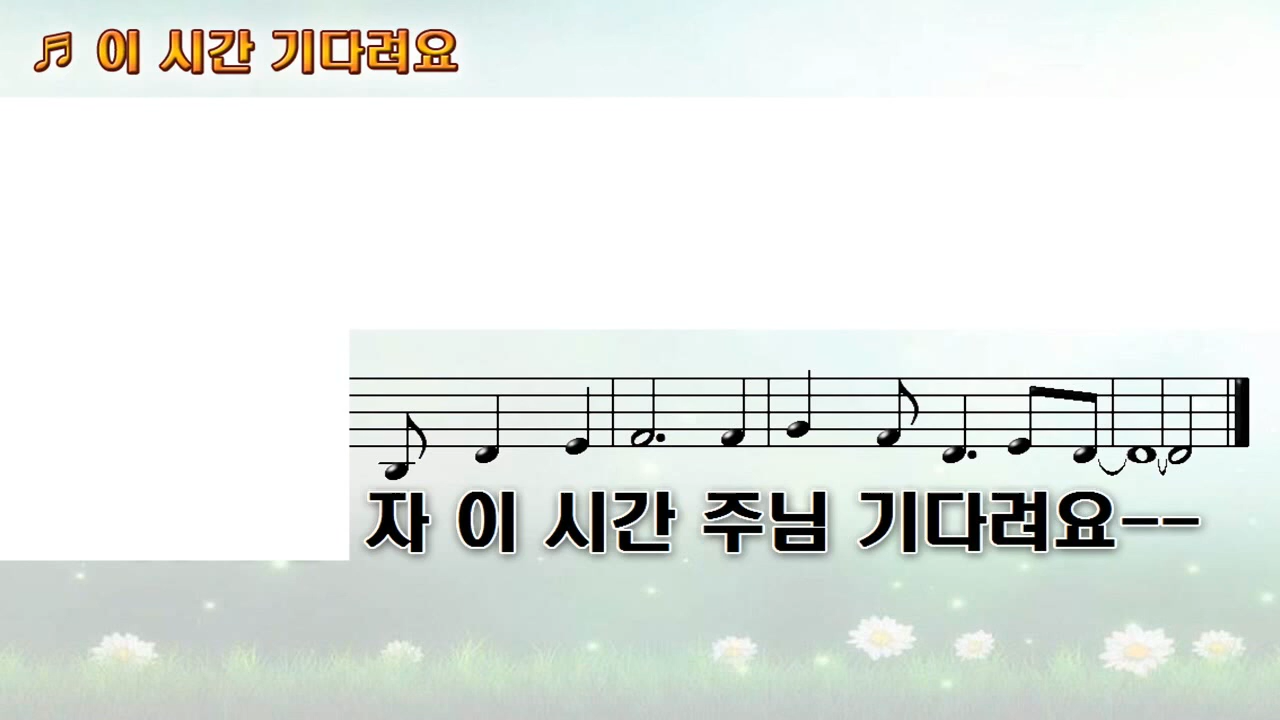 ♬ 이 시간 기다려요
자 이 시간 주님 기다려요--